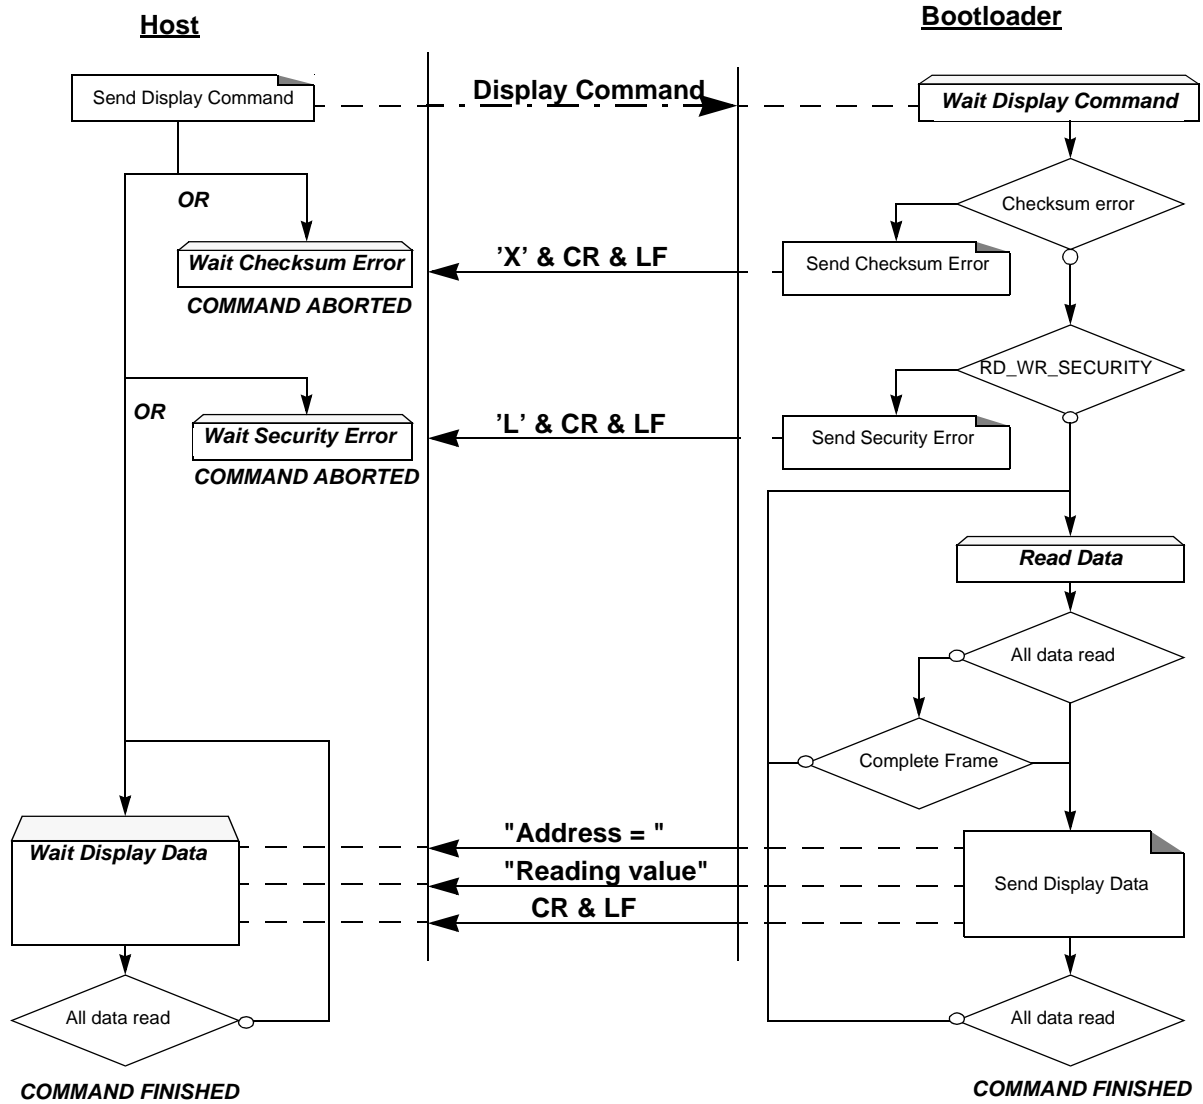 Host
Bootloader
Send Display Command
Display Command
Wait Display Command
OR
Checksum error
Wait Checksum Error
’X’ & CR & LF
Send Checksum Error
COMMAND ABORTED
RD_WR_SECURITY
OR
Wait Security Error
’L’ & CR & LF
Send Security Error
COMMAND ABORTED
Read Data
All data read
Complete Frame
Wait Display Data
"Address = "
"Reading value"
CR & LF
Send Display Data
All data read
All data read
COMMAND FINISHED
COMMAND FINISHED